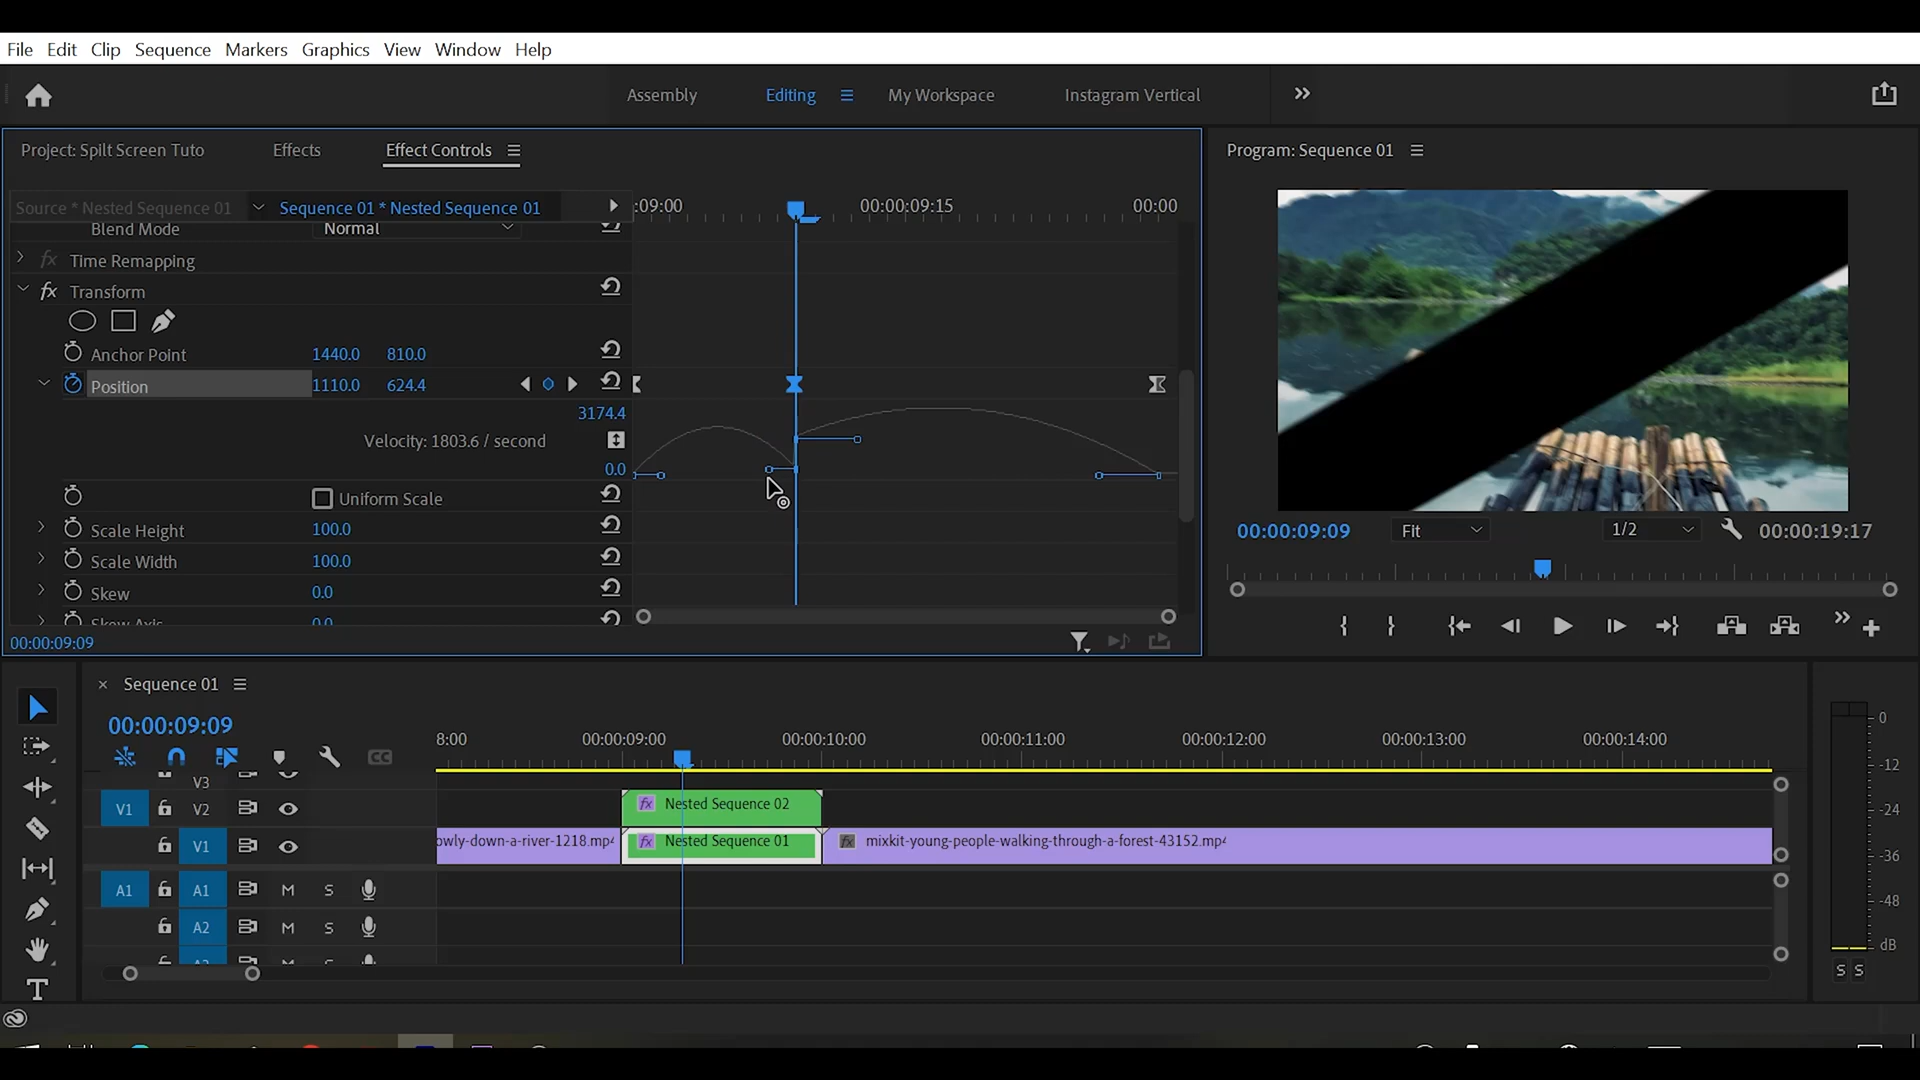 File Edit Clip Sequence Markers Graphics View Window Help
Assembly Editing My Workspace Instagram Vertical
Project: Spilt Screen Tuto Effects Effect Controls
Program: Sequence 01
Source * Nested Sequence 01 Sequence 01 * Nested Sequence 01
:09:00 00:00:09:15 00:00
Blend Mode Normal
fx Time Remapping
fx Transform
Anchor Point 1440.0 810.0
Position 1110.0 624.4
3174.4
Velocity: 1803.6 / second
0.0
Uniform Scale
Scale Height 100.0
Scale Width 100.0
Skew 0.0
Skew Axis 0.0
00:00:09:09
00:00:09:09 Fit 1/2 00:00:19:17
× Sequence 01
00:00:09:09
8:00 00:00:09:00 00:00:10:00 00:00:11:00 00:00:12:00 00:00:13:00 00:00:14:00
CC
V3
V1 V2 fx Nested Sequence 02
V1 owly-down-a-river-1218.mp4 fx Nested Sequence 01 fx mixkit-young-people-walking-through-a-forest-43152.mp4
A1 A1 M S
A2 M S
0
-12
-24
-36
-48
dB
S S